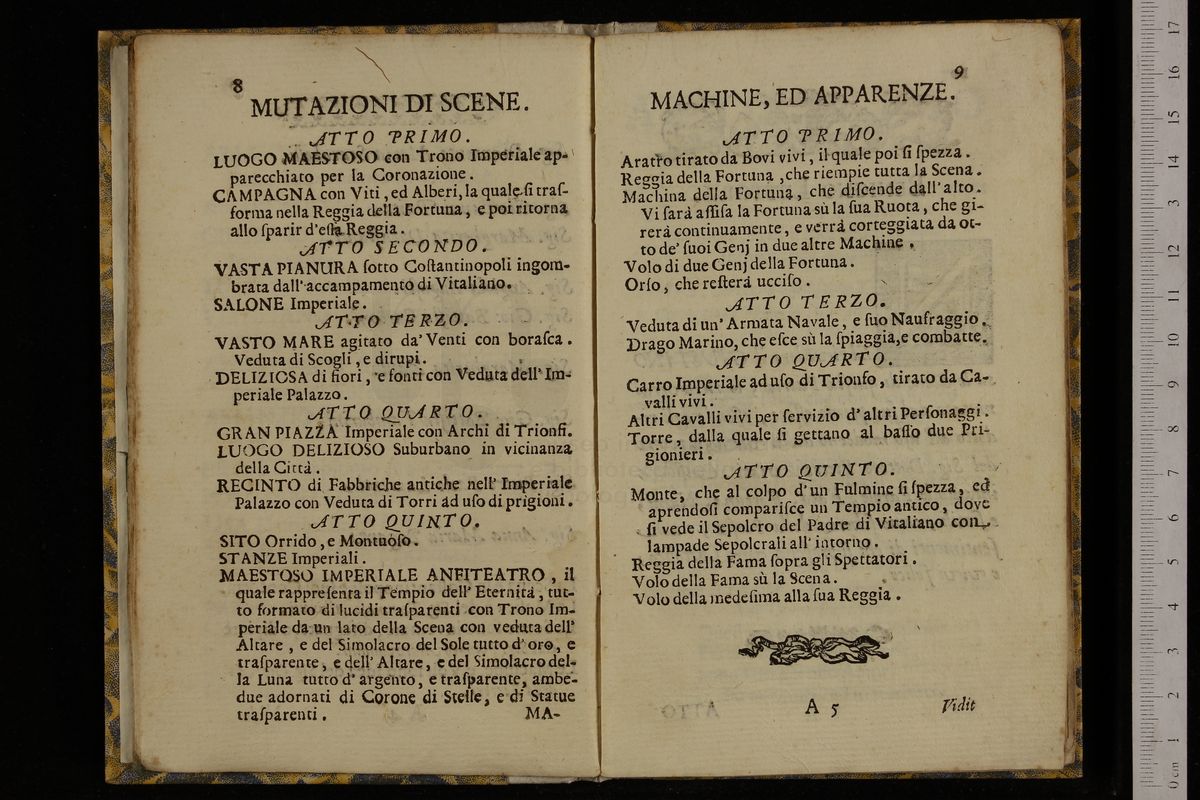 8
MUTAZIONI DI SCENE.
ATTO PRIMO.
LUOGO MAESTOSO con Trono Imperiale ap-
parecchiato per la Coronazione.
CAMPAGNA con Viti, ed Alberi, la quale ſi traſ-
forma nella Reggia della Fortuna, e poi ritorna
allo ſparir d'eſta Reggia.
ATTO SECONDO.
VASTA PIANURA ſotto Coſtantinopoli ingom-
brata dall'accampamento di Vitaliano.
SALONE Imperiale.
ATTO TERZO.
VASTO MARE agitato da' Venti con boraſca.
Veduta di Scogli, e dirupi.
DELIZIOSA di fiori, e fonti con Veduta dell' Im-
periale Palazzo.
ATTO QUARTO.
GRAN PIAZZA Imperiale con Archi di Trionfi.
LUOGO DELIZIOSO Suburbano in vicinanza
della Città.
RECINTO di Fabbriche antiche nell' Imperiale
Palazzo con Veduta di Torri ad uſo di prigioni.
ATTO QUINTO.
SITO Orrido, e Montuoſo.
STANZE Imperiali.
MAESTOSO IMPERIALE ANFITEATRO, il
quale rappreſenta il Tempio dell' Eternità, tut-
to formato di lucidi traſparenti con Trono Im-
periale da un lato della Scena con veduta dell'
Altare, e del Simolacro del Sole tutto d'oro, e
traſparente, e dell' Altare, e del Simolacro del-
la Luna tutto d'argento, e traſparente, ambe-
due adornati di Corone di Stelle, e di Statue
traſparenti.
MA-
9
MACHINE, ED APPARENZE.
ATTO PRIMO.
Aratro tirato da Bovi vivi, il quale poi ſi ſpezza.
Reggia della Fortuna, che riempie tutta la Scena.
Machina della Fortuna, che diſcende dall'alto.
Vi ſarà aſſiſa la Fortuna sù la ſua Ruota, che gi-
rerà continuamente, e verrà corteggiata da ot-
to de' ſuoi Genj in due altre Machine.
Volo di due Genj della Fortuna.
Orſo, che reſterà ucciſo.
ATTO TERZO.
Veduta di un' Armata Navale, e ſuo Naufraggio.
Drago Marino, che eſce sù la ſpiaggia, e combatte.
ATTO QUARTO.
Carro Imperiale ad uſo di Trionfo, tirato da Ca-
valli vivi.
Altri Cavalli vivi per ſervizio d'altri Perſonaggi.
Torre, dalla quale ſi gettano al baſſo due Pri-
gionieri.
ATTO QUINTO.
Monte, che al colpo d'un Fulmine ſi ſpezza, ed
aprendoſi compariſce un Tempio antico, dove
ſi vede il Sepolcro del Padre di Vitaliano con
lampade Sepolcrali all' intorno.
Reggia della Fama ſopra gli Spettatori.
Volo della Fama sù la Scena.
Volo della medeſima alla ſua Reggia.
A 5
Vidit